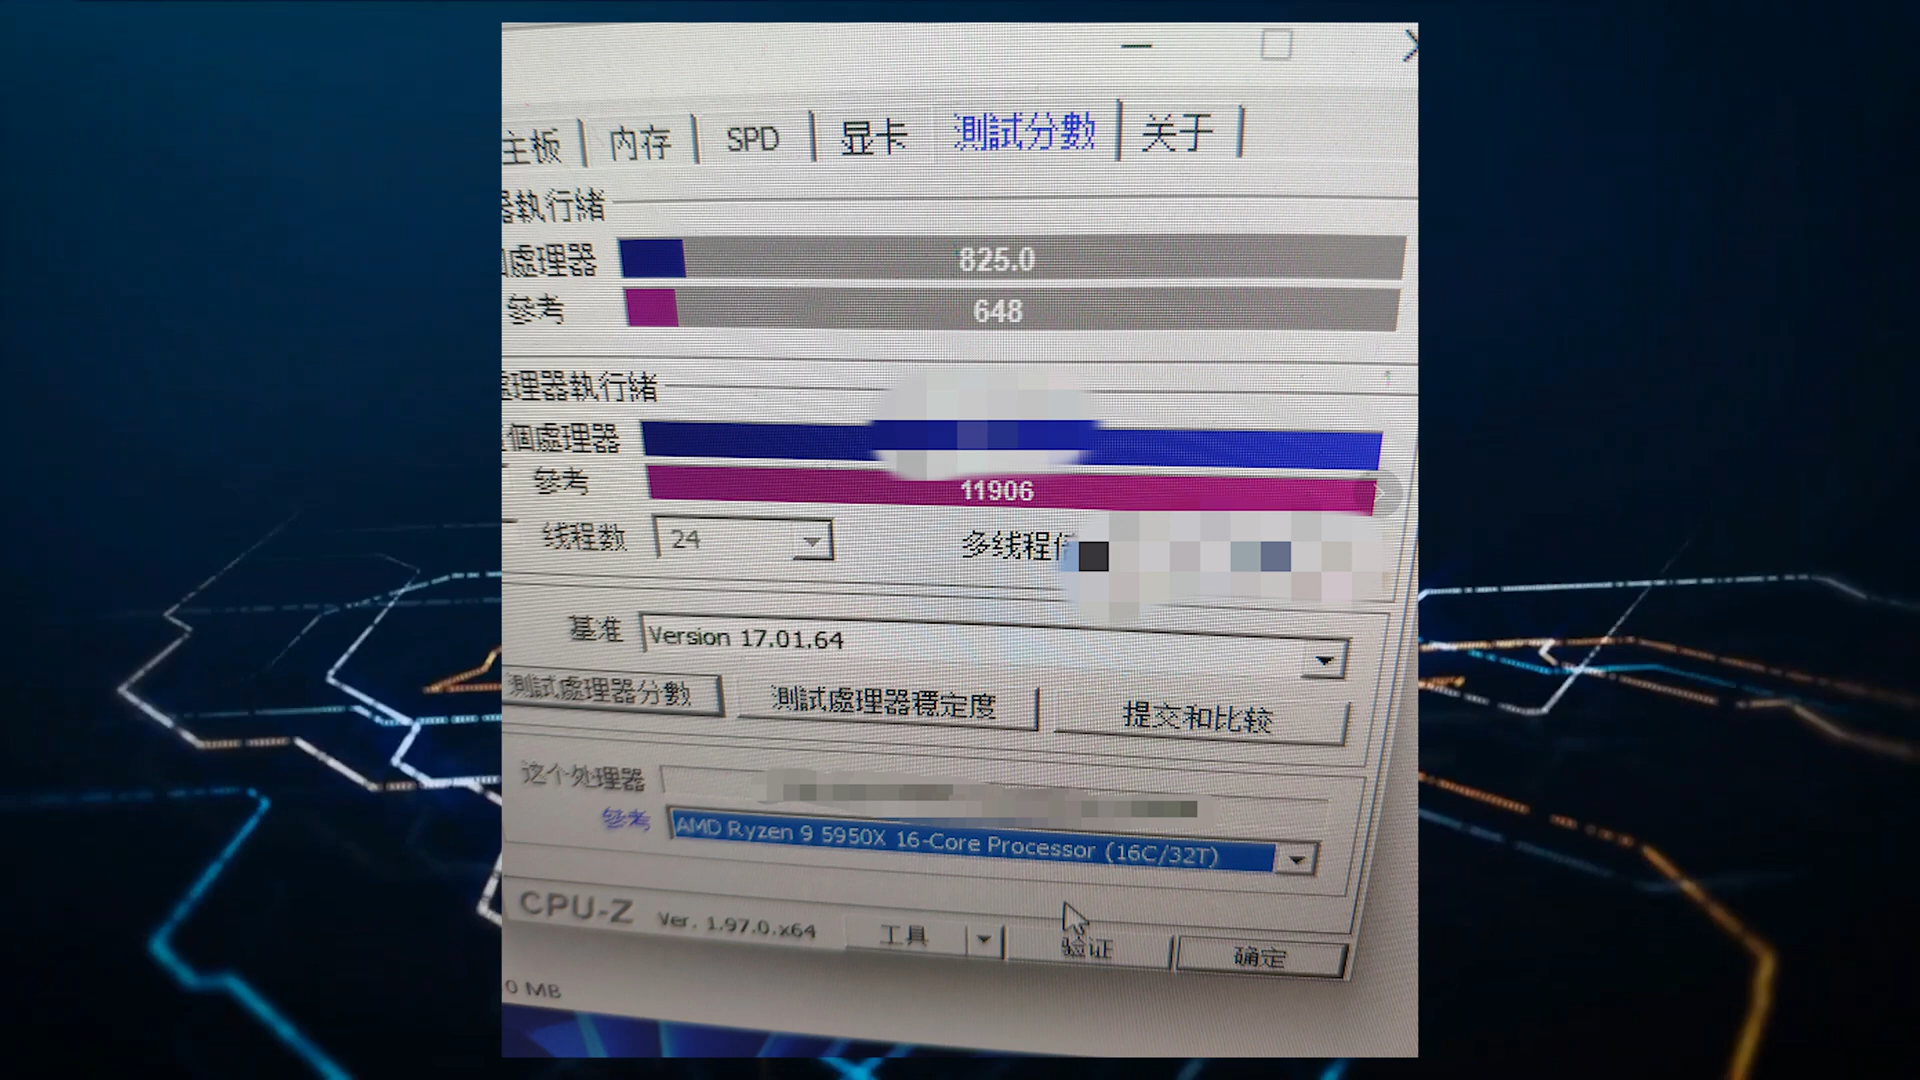 主板 内存 SPD 显卡 測試分數 关于
器執行緒
處理器 825.0
參考 648
處理器執行緒
個處理器
參考 11906
线程数 24 多线程
基准 Version 17.01.64
測試處理器分數 測試處理器穩定度 提交和比较
这个处理器
參考 AMD Ryzen 9 5950X 16-Core Processor (16C/32T)
CPU-Z Ver. 1.97.0.x64 工具 验证 确定
0 MB